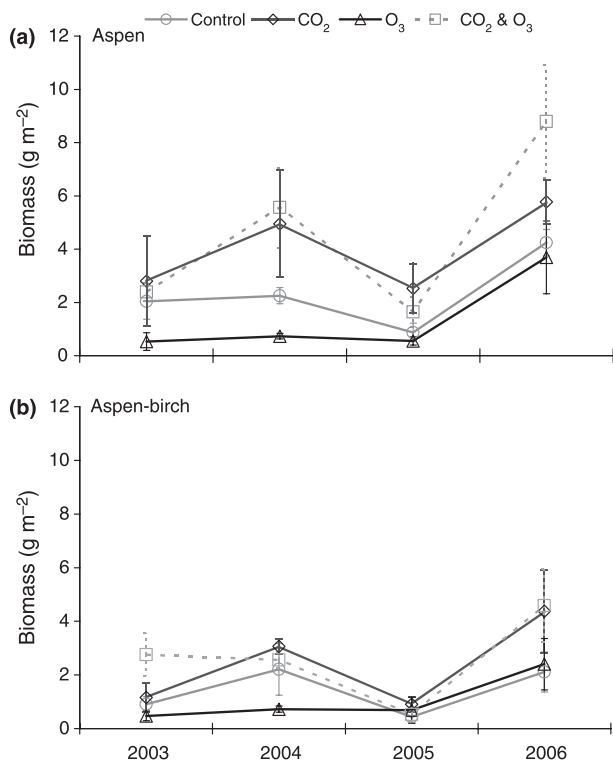 Control CO2 O3 CO2 & O3
(a) Aspen
12
10
8
6
4
2
0
Biomass (g m−2)
(b) Aspen-birch
12
10
8
6
4
2
0
Biomass (g m−2)
2003 2004 2005 2006